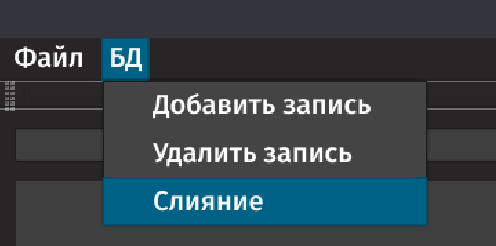 Файл БД
Добавить запись
Удалить запись
Слияние